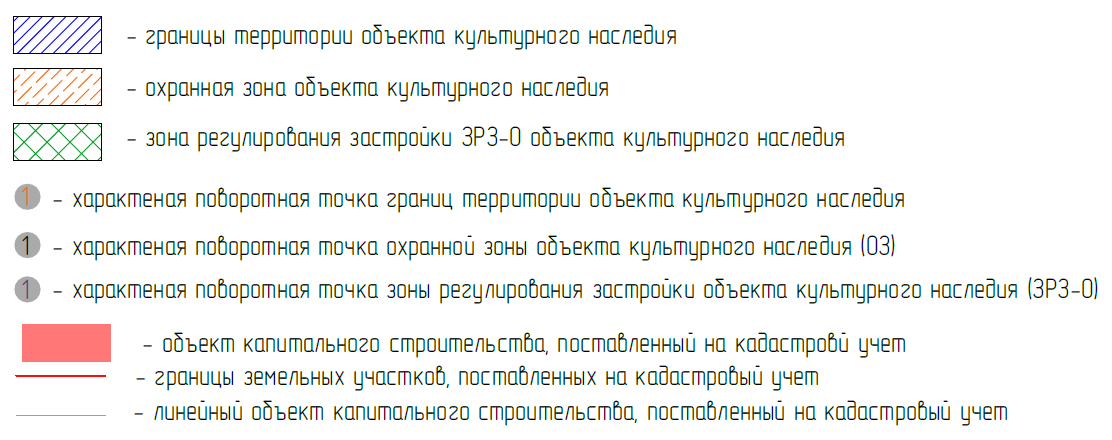 - границы территории объекта культурного наследия
- охранная зона объекта культурного наследия
- зона регулирования застройки ЗРЗ-0 объекта культурного наследия
1 - характеная поворотная точка границ территории объекта культурного наследия
1 - характеная поворотная точка охранной зоны объекта культурного наследия (ОЗ)
1 - характеная поворотная точка зоны регулирования застройки объекта культурного наследия (ЗРЗ-0)
- объект капитального строительства, поставленный на кадастровй учет
- границы земельных участков, поставленных на кадастровый учет
- линейный объект капитального строительства, поставленный на кадастровый учет